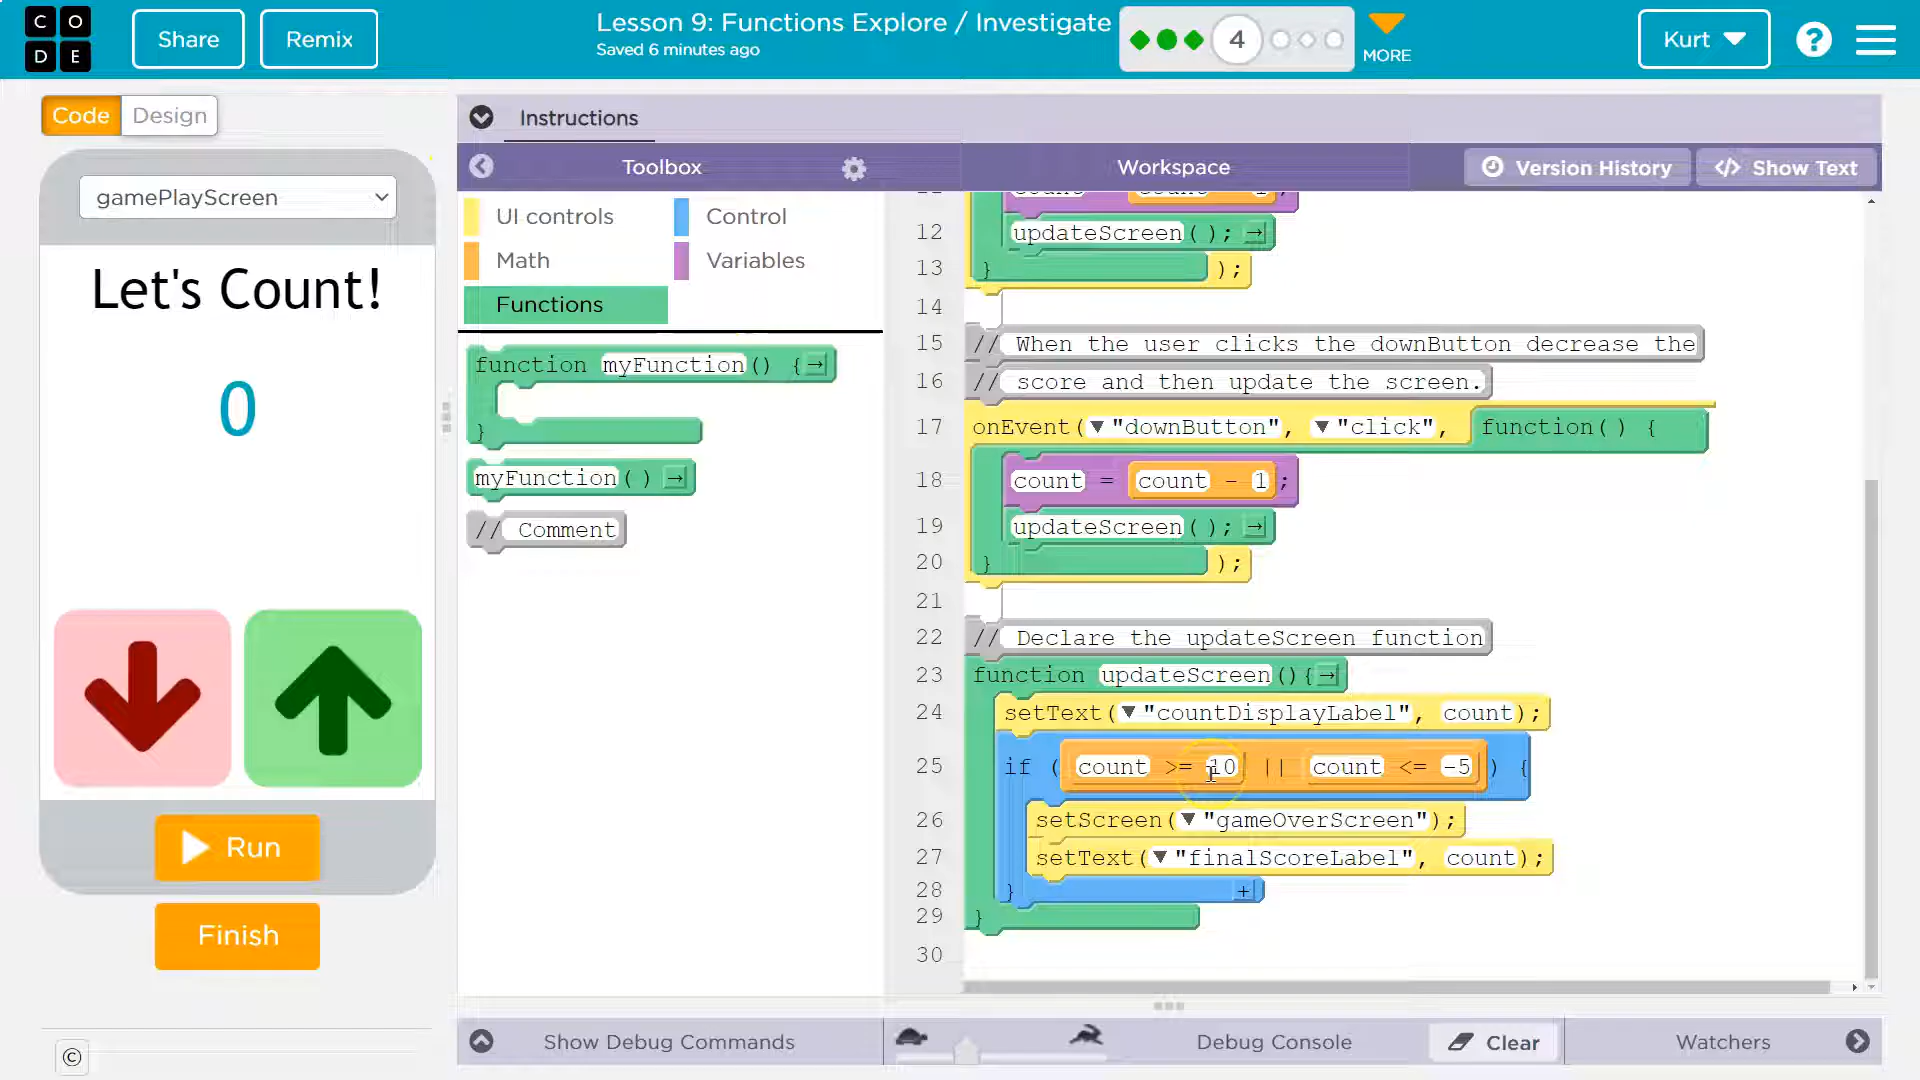 CODE
Share
Remix
Lesson 9: Functions Explore / Investigate
Saved 6 minutes ago
4
MORE
Kurt
?
Code
Design
gamePlayScreen
Let's Count!
0
Run
Finish
©
Instructions
Toolbox
Workspace
Version History
</> Show Text
UI controls
Control
Math
Variables
Functions
function myFunction() {→
}
myFunction() →
// Comment
12 updateScreen(); →
13 } );
14
15 // When the user clicks the downButton decrease the
16 // score and then update the screen.
17 onEvent(▼"downButton", ▼"click", function() {
18 count = count - 1;
19 updateScreen(); →
20 } );
21
22 // Declare the updateScreen function
23 function updateScreen(){→
24 setText(▼"countDisplayLabel", count);
25 if ( count >= 10 || count <= -5 ) {
26 setScreen(▼"gameOverScreen");
27 setText(▼"finalScoreLabel", count);
28 } +
29 }
30
Show Debug Commands
Debug Console
Clear
Watchers